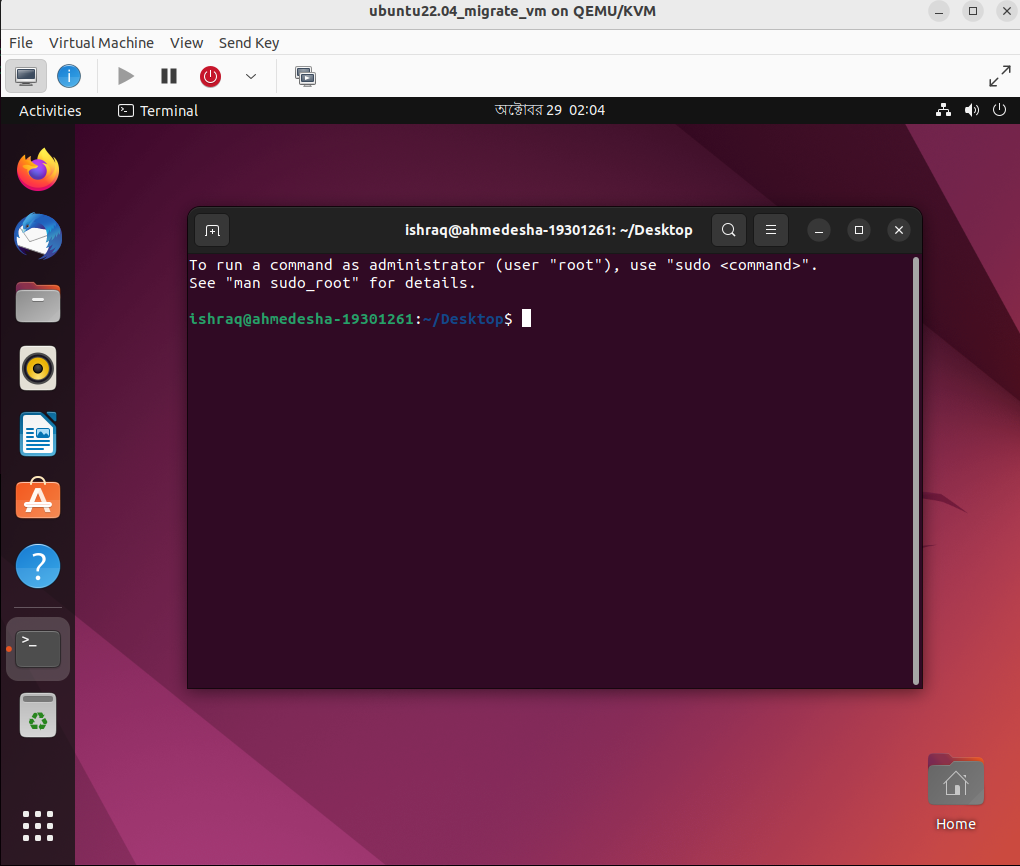 ubuntu22.04_migrate_vm on QEMU/KVM
File Virtual Machine View Send Key
Activities Terminal অক্টোবর 29 02:04
ishraq@ahmedesha-19301261: ~/Desktop
To run a command as administrator (user "root"), use "sudo <command>".
See "man sudo_root" for details.
ishraq@ahmedesha-19301261:~/Desktop$
Home